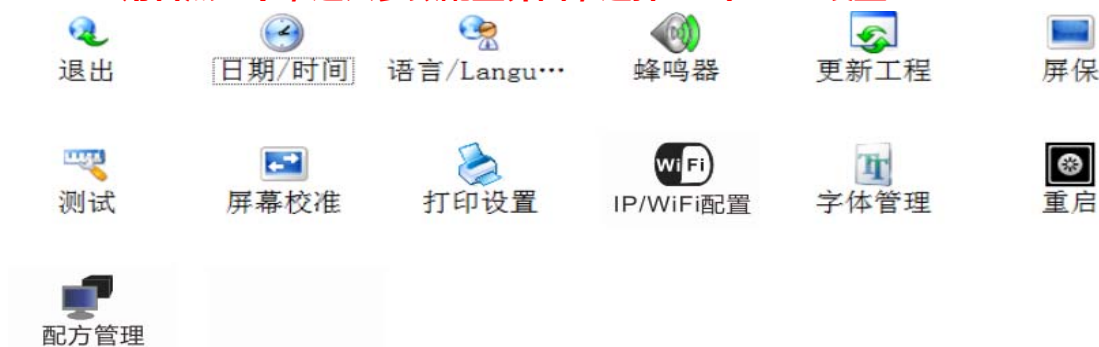 退出 日期/时间 语言/Langu… 蜂鸣器 更新工程 屏保
WiFi
测试 屏幕校准 打印设置 IP/WiFi配置 字体管理 重启
配方管理